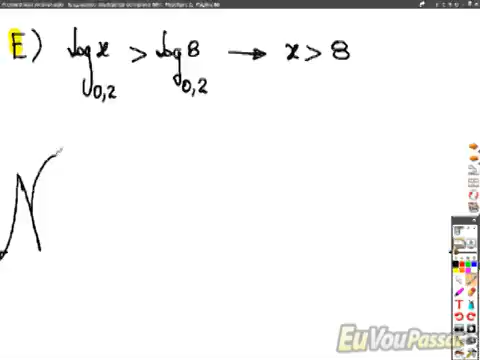 E) log x > log 8 → x > 8
0,2 0,2
N
EuVouPassar